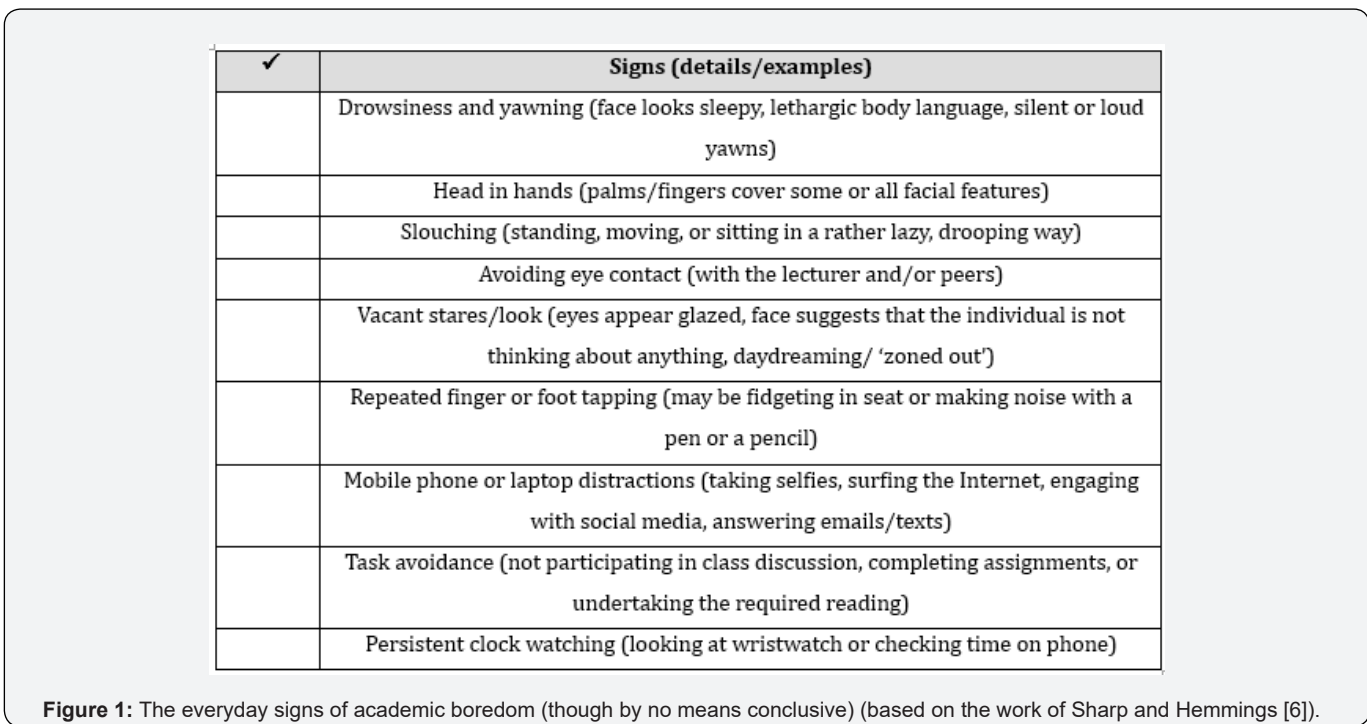 ✓ Signs (details/examples)
Drowsiness and yawning (face looks sleepy, lethargic body language, silent or loud
yawns)
Head in hands (palms/fingers cover some or all facial features)
Slouching (standing, moving, or sitting in a rather lazy, drooping way)
Avoiding eye contact (with the lecturer and/or peers)
Vacant stares/look (eyes appear glazed, face suggests that the individual is not
thinking about anything, daydreaming/ ‘zoned out’)
Repeated finger or foot tapping (may be fidgeting in seat or making noise with a
pen or a pencil)
Mobile phone or laptop distractions (taking selfies, surfing the Internet, engaging
with social media, answering emails/texts)
Task avoidance (not participating in class discussion, completing assignments, or
undertaking the required reading)
Persistent clock watching (looking at wristwatch or checking time on phone)
Figure 1: The everyday signs of academic boredom (though by no means conclusive) (based on the work of Sharp and Hemmings [6]).